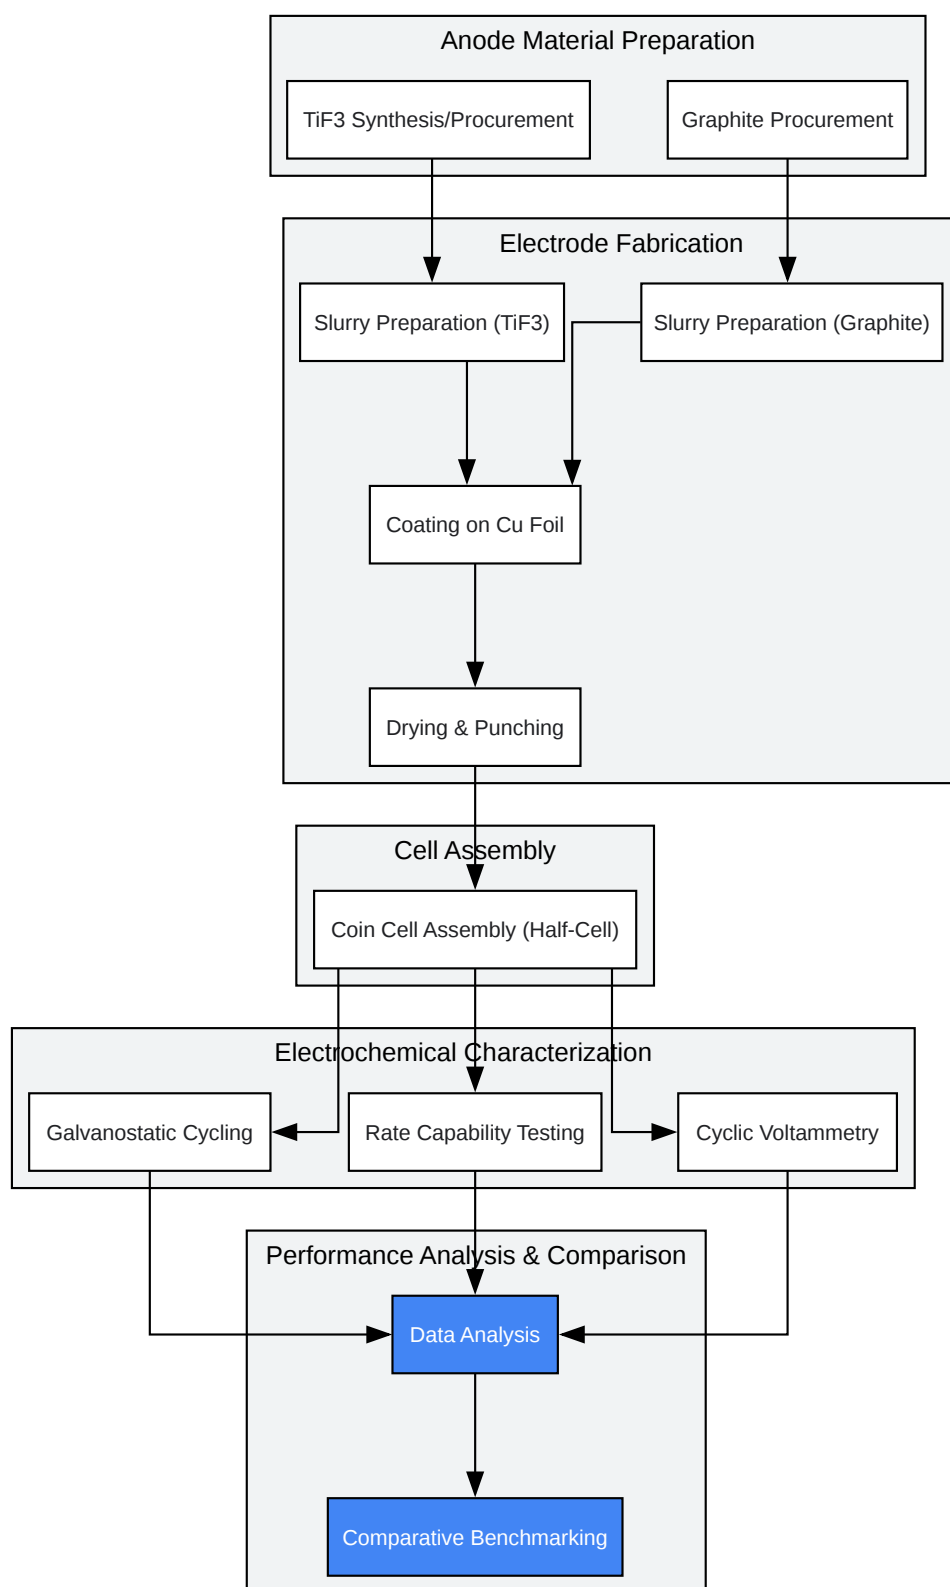 Anode Material Preparation
TiF3 Synthesis/Procurement
Graphite Procurement
Electrode Fabrication
Slurry Preparation (TiF3)
Slurry Preparation (Graphite)
Coating on Cu Foil
Drying & Punching
Cell Assembly
Coin Cell Assembly (Half-Cell)
Electrochemical Characterization
Galvanostatic Cycling
Rate Capability Testing
Cyclic Voltammetry
Performance Analysis & Comparison
Data Analysis
Comparative Benchmarking